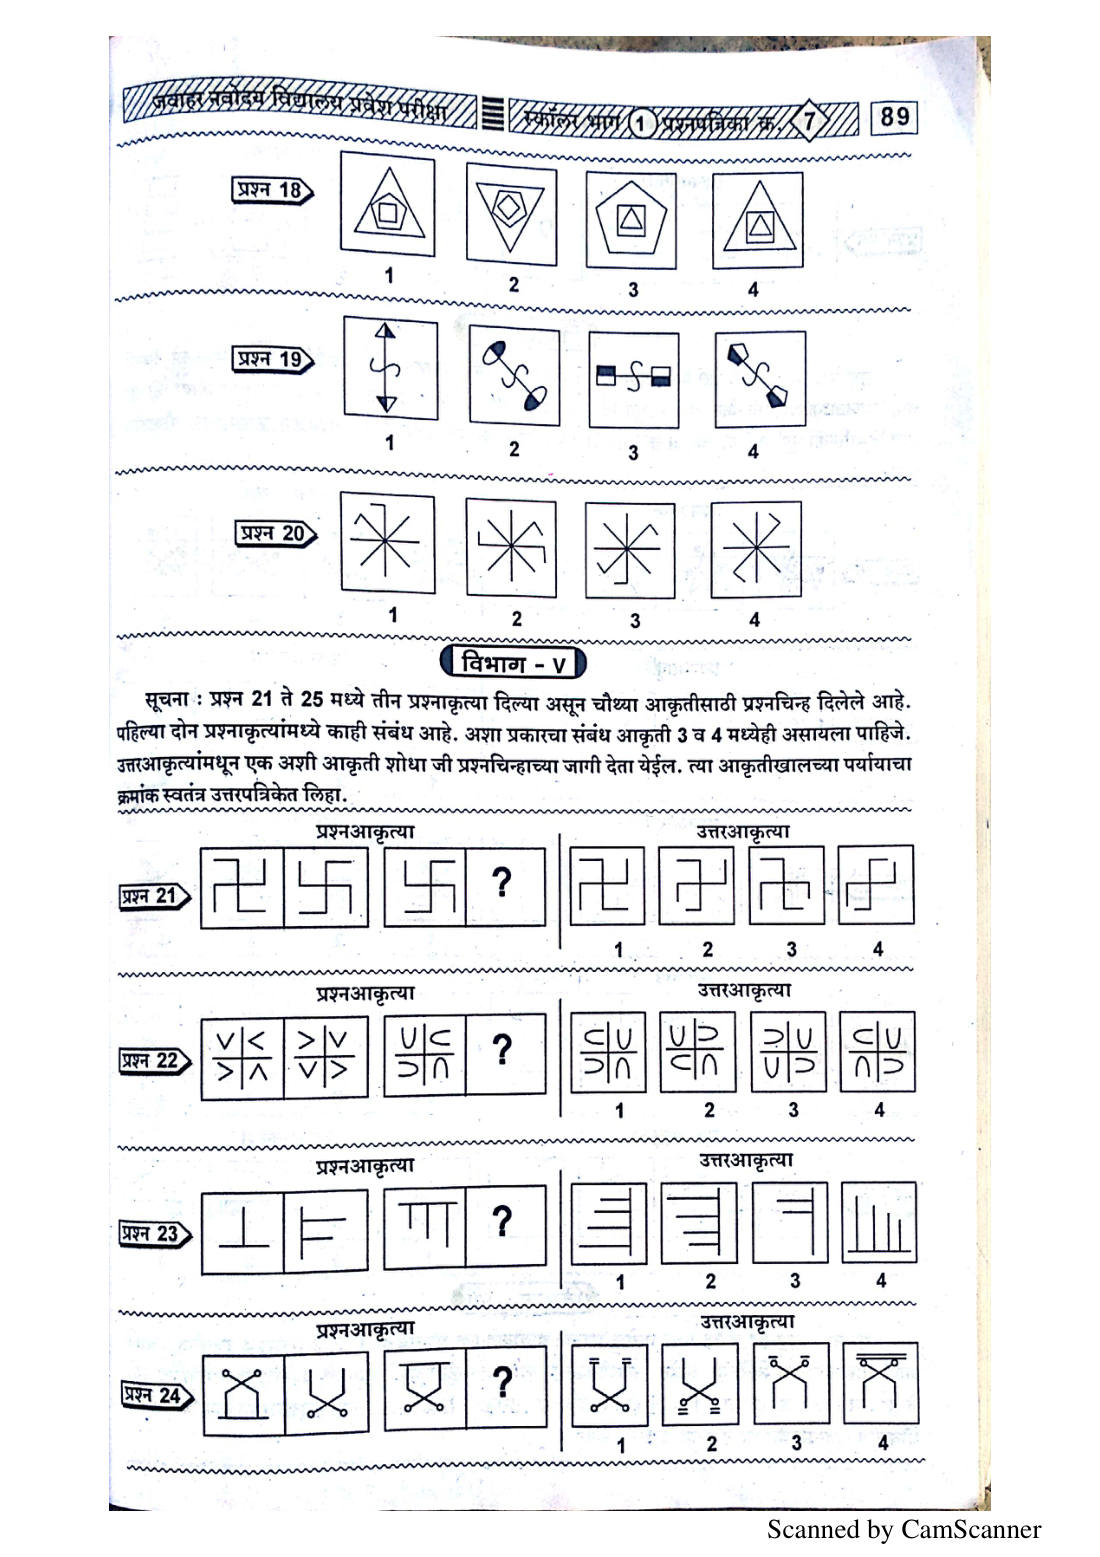 जवाहर नवोदय विद्यालय प्रवेश परीक्षा स्कॉलर भाग 1 प्रश्नपत्रिका क्र. 7 89
प्रश्न 18
1 2 3 4
प्रश्न 19
1 2 3 4
प्रश्न 20
1 2 3 4
विभाग - V
सूचना : प्रश्न 21 ते 25 मध्ये तीन प्रश्नाकृत्या दिल्या असून चौथ्या आकृतीसाठी प्रश्नचिन्ह दिलेले आहे.
पहिल्या दोन प्रश्नाकृत्यांमध्ये काही संबंध आहे. अशा प्रकारचा संबंध आकृती 3 व 4 मध्येही असायला पाहिजे.
उत्तरआकृत्यांमधून एक अशी आकृती शोधा जी प्रश्नचिन्हाच्या जागी देता येईल. त्या आकृतीखालच्या पर्यायाचा
क्रमांक स्वतंत्र उत्तरपत्रिकेत लिहा.
प्रश्नआकृत्या उत्तरआकृत्या
प्रश्न 21 ?
1 2 3 4
प्रश्नआकृत्या उत्तरआकृत्या
प्रश्न 22 ?
1 2 3 4
प्रश्नआकृत्या उत्तरआकृत्या
प्रश्न 23 ?
1 2 3 4
प्रश्नआकृत्या उत्तरआकृत्या
प्रश्न 24 ?
1 2 3 4
Scanned by CamScanner